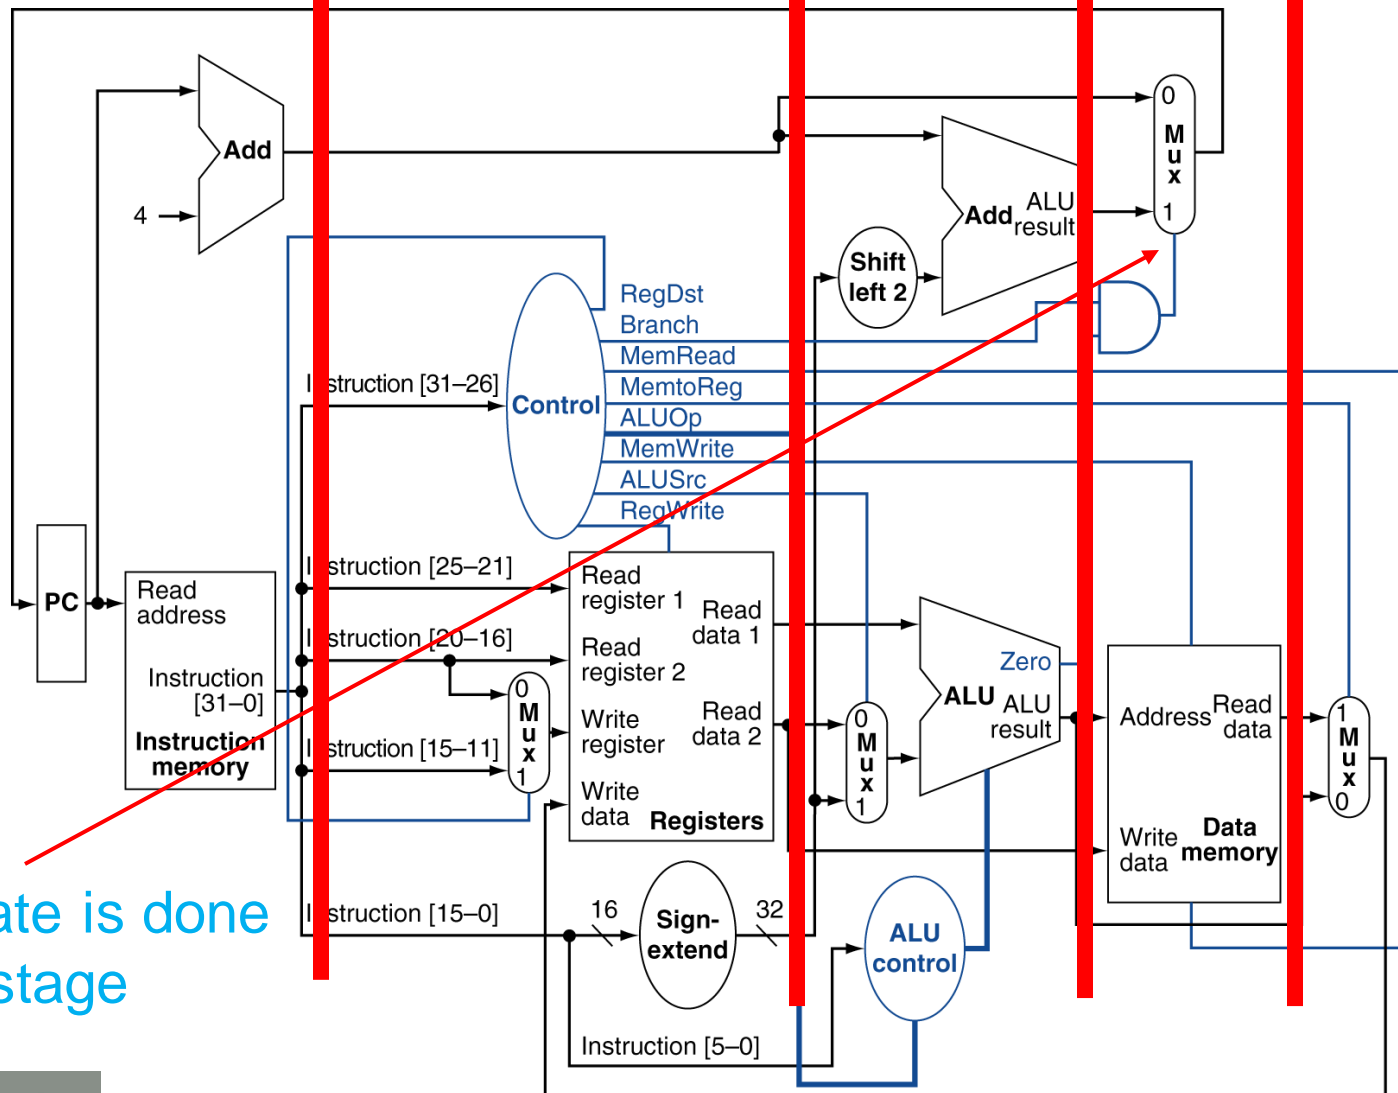 Add
4
0
M
u
x
1
Add
ALU
result
Shift
left 2
RegDst
Branch
MemRead
MemtoReg
ALUOp
MemWrite
ALUSrc
RegWrite
Control
Instruction [31–26]
Instruction [25–21]
Instruction [20–16]
Instruction [15–11]
Instruction [15–0]
Instruction [5–0]
PC
Read
address
Instruction
[31–0]
Instruction
memory
0
M
u
x
1
Read
register 1
Read
register 2
Write
register
Write
data
Read
data 1
Read
data 2
Registers
16
Sign-
extend
32
0
M
u
x
1
Zero
ALU
ALU
result
ALU
control
Address
Read
data
Write
data
Data
memory
1
M
u
x
0
ate is done
stage